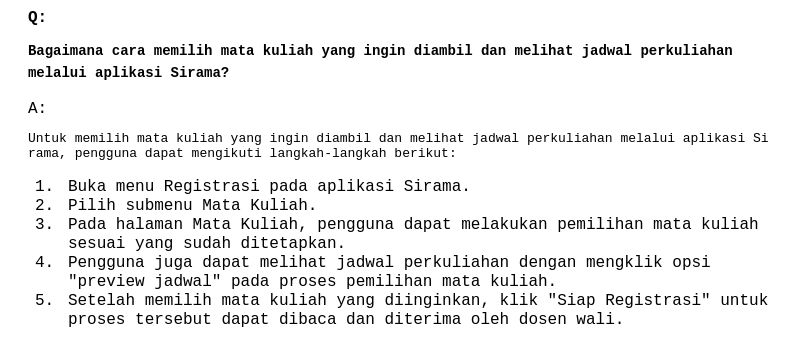 Q:
Bagaimana cara memilih mata kuliah yang ingin diambil dan melihat jadwal perkuliahan
melalui aplikasi Sirama?
A:
Untuk memilih mata kuliah yang ingin diambil dan melihat jadwal perkuliahan melalui aplikasi Si
rama, pengguna dapat mengikuti langkah-langkah berikut:
1. Buka menu Registrasi pada aplikasi Sirama.
2. Pilih submenu Mata Kuliah.
3. Pada halaman Mata Kuliah, pengguna dapat melakukan pemilihan mata kuliah
sesuai yang sudah ditetapkan.
4. Pengguna juga dapat melihat jadwal perkuliahan dengan mengklik opsi
"preview jadwal" pada proses pemilihan mata kuliah.
5. Setelah memilih mata kuliah yang diinginkan, klik "Siap Registrasi" untuk
proses tersebut dapat dibaca dan diterima oleh dosen wali.